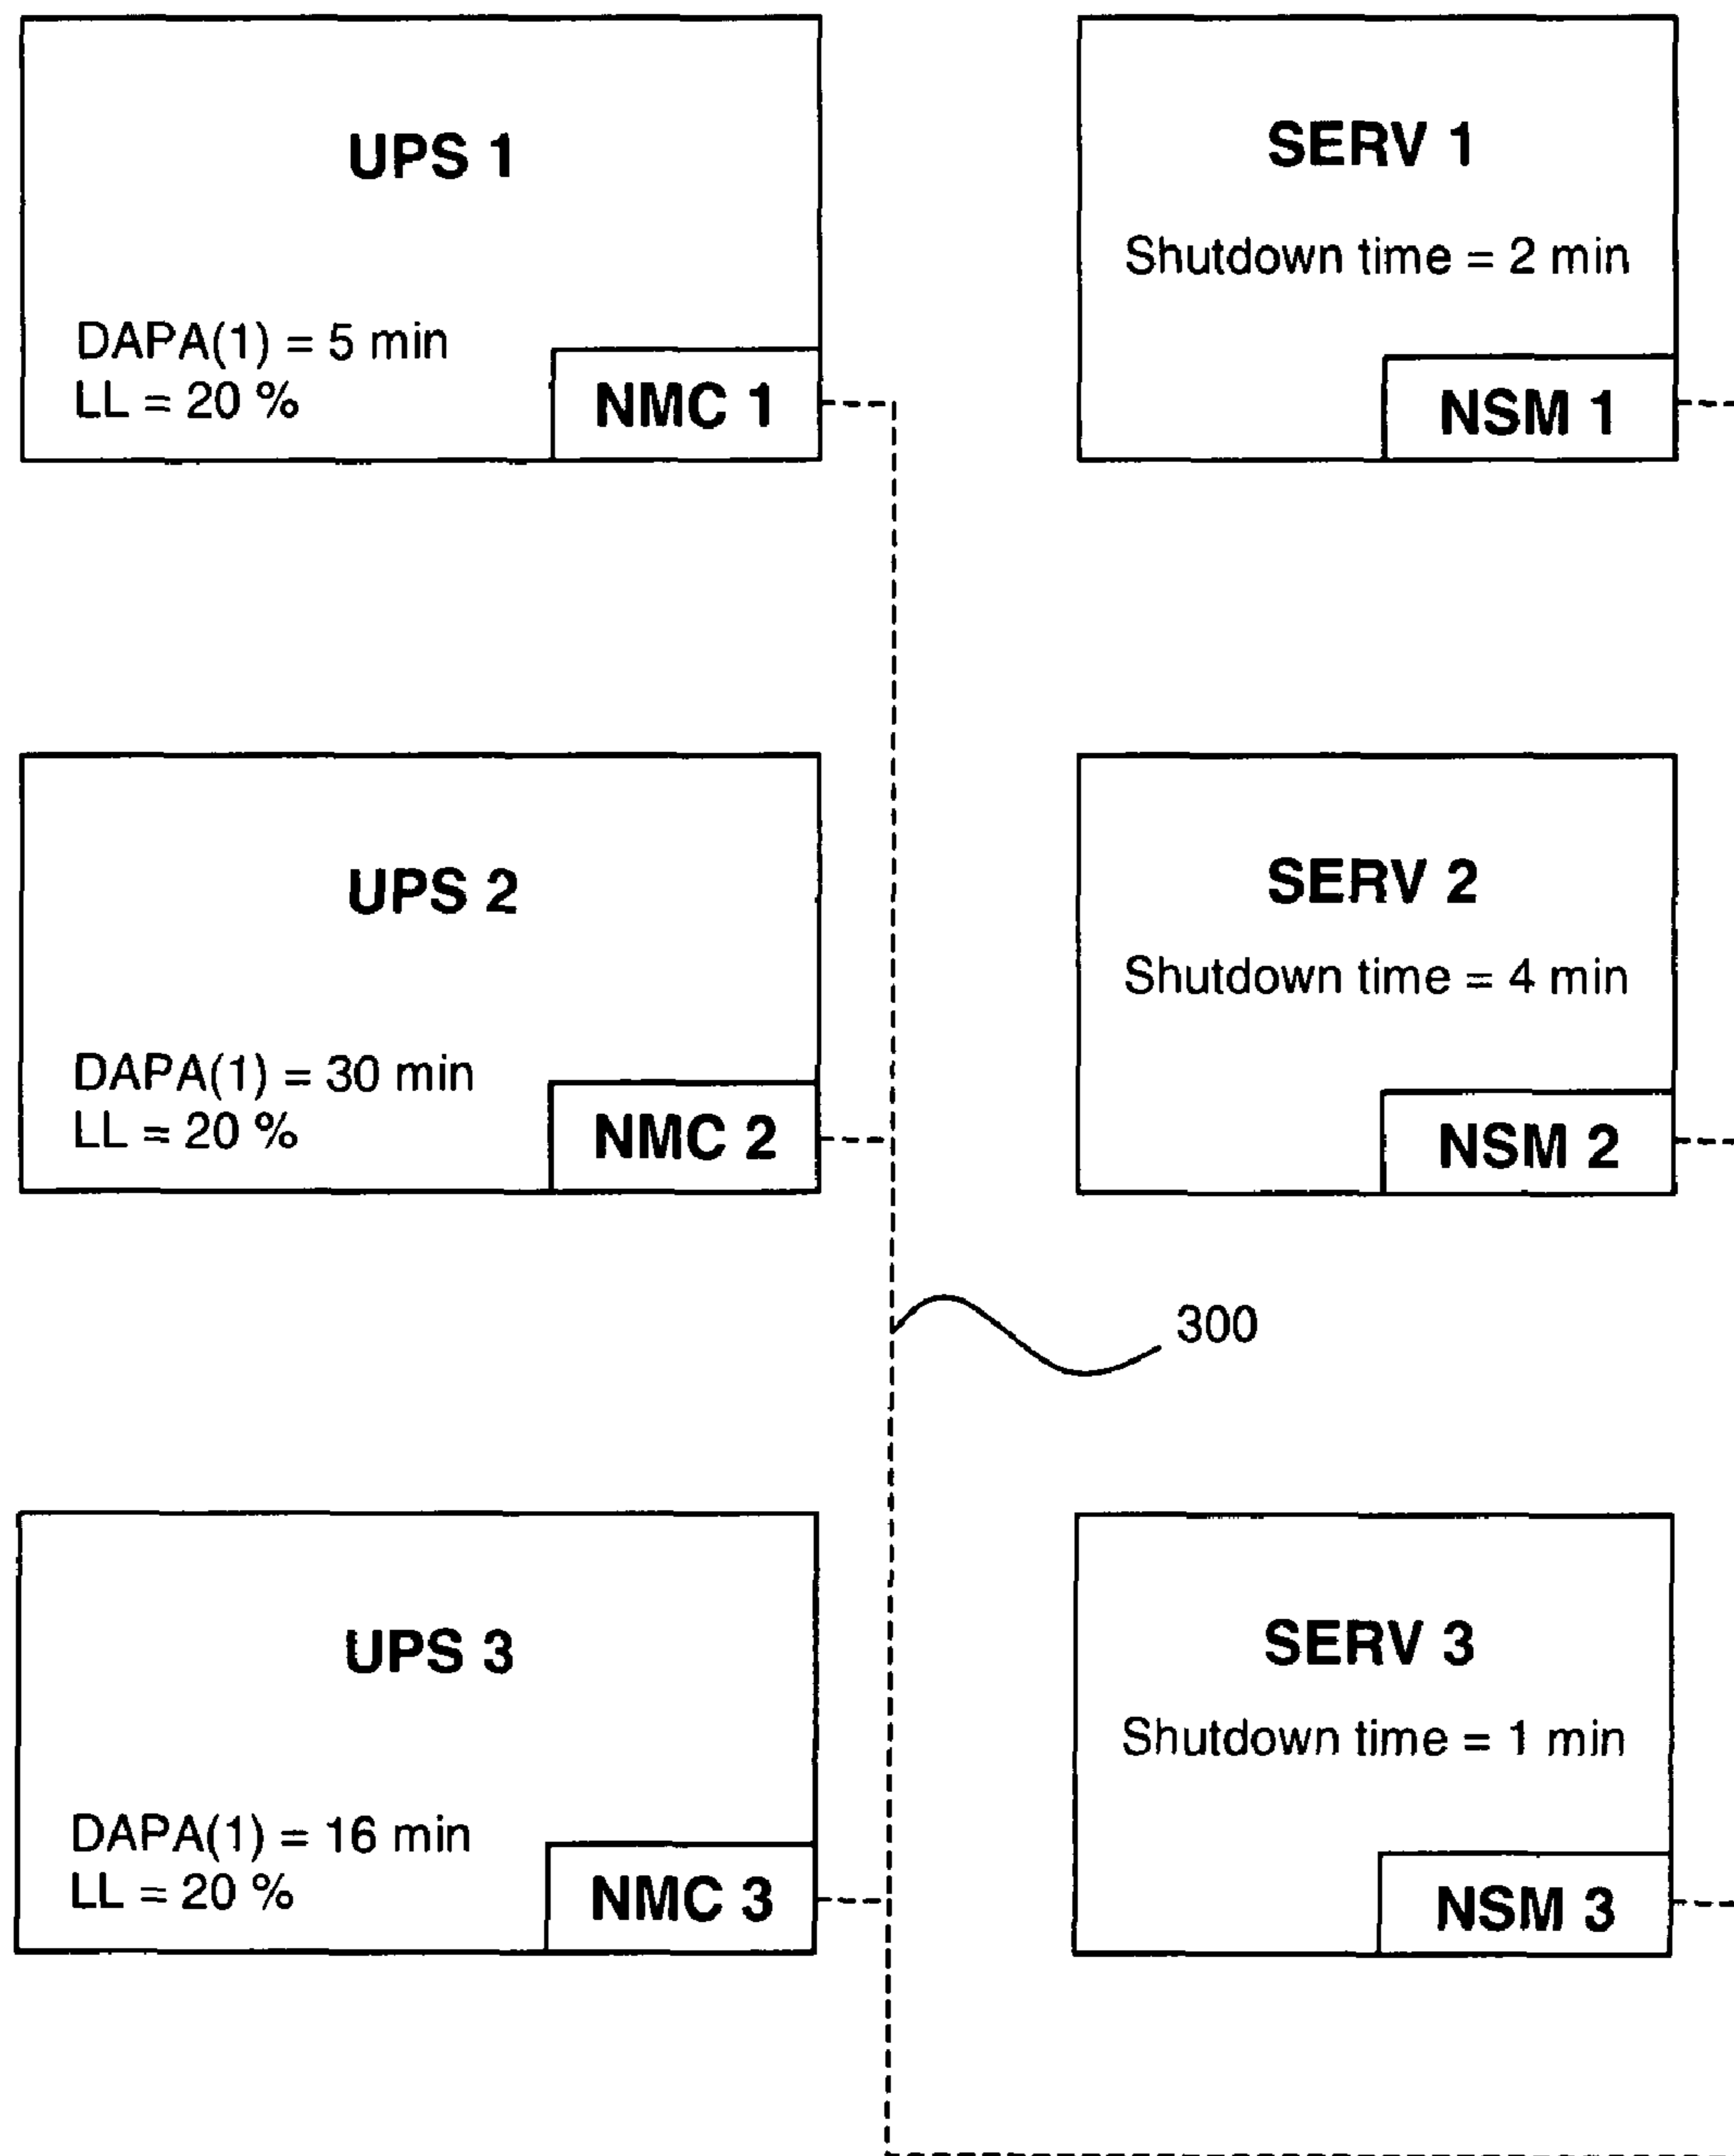 UPS 1
DAPA(1) = 5 min
LL = 20 %
NMC 1
SERV 1
Shutdown time = 2 min
NSM 1
UPS 2
DAPA(1) = 30 min
LL = 20 %
NMC 2
SERV 2
Shutdown time = 4 min
NSM 2
300
UPS 3
DAPA(1) = 16 min
LL = 20 %
NMC 3
SERV 3
Shutdown time = 1 min
NSM 3